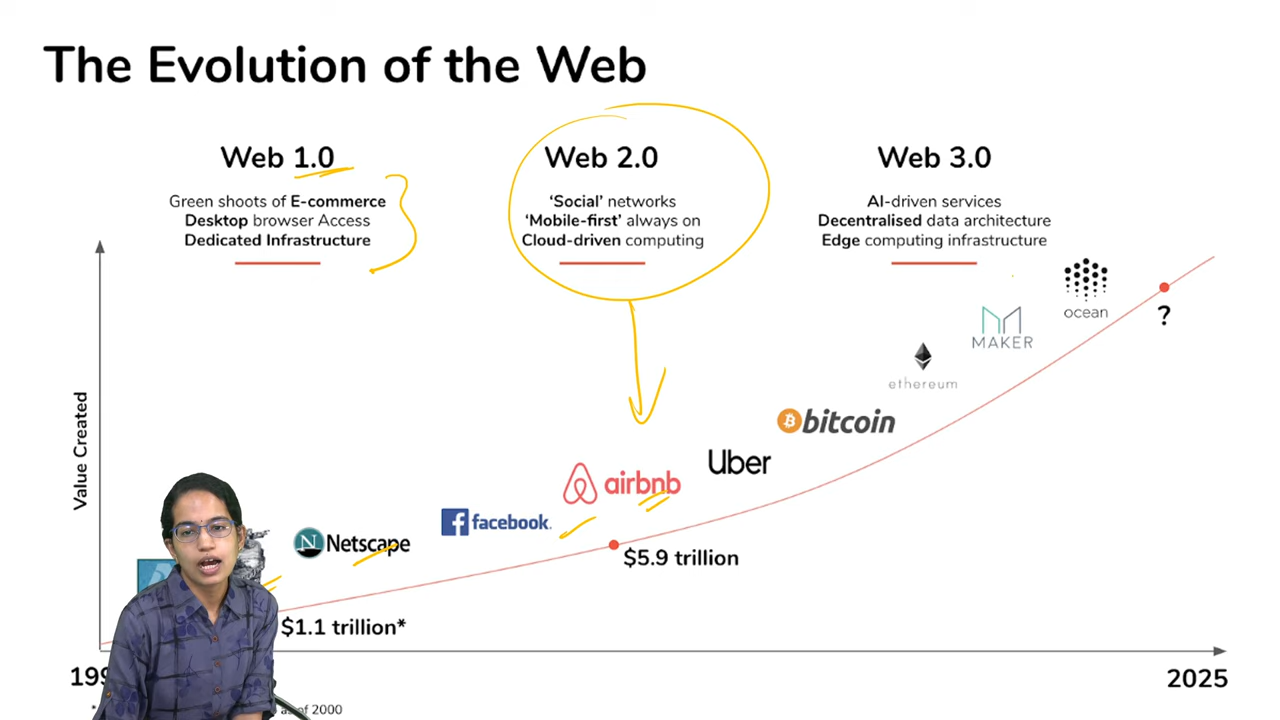 The Evolution of the Web
Web 1.0
Green shoots of E-commerce
Desktop browser Access
Dedicated Infrastructure
Web 2.0
‘Social’ networks
‘Mobile-first’ always on
Cloud-driven computing
Web 3.0
AI-driven services
Decentralised data architecture
Edge computing infrastructure
ocean
?
MAKER
ethereum
bitcoin
Uber
airbnb
facebook.
Netscape
$5.9 trillion
$1.1 trillion*
Value Created
2025
as of 2000